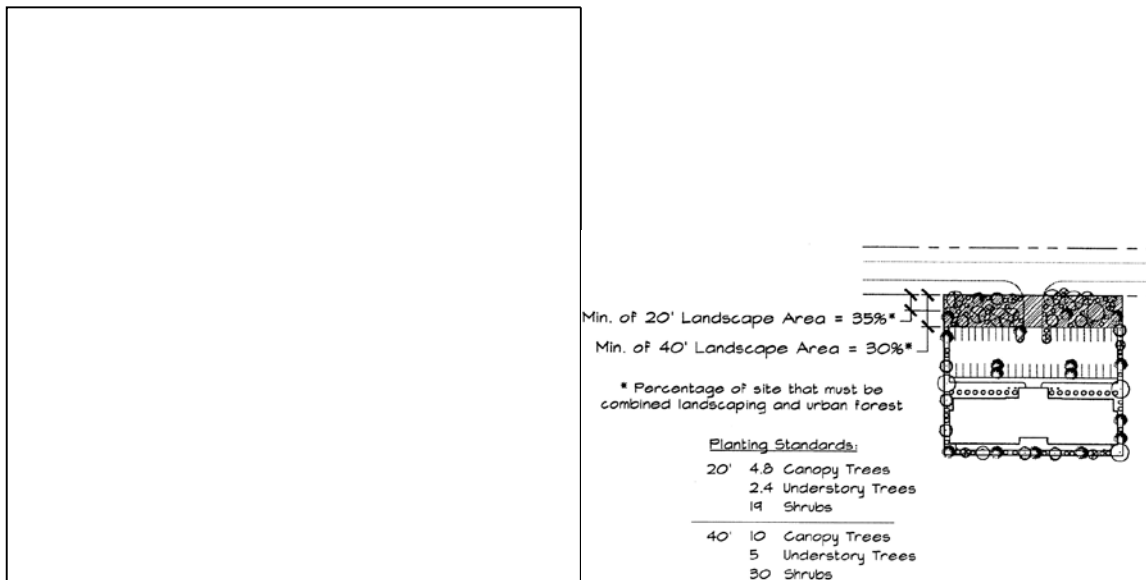 Min. of 20' Landscape Area = 35%*
Min. of 40' Landscape Area = 30%*
* Percentage of site that must be
combined landscaping and urban forest
Planting Standards:
20' 4.8 Canopy Trees
2.4 Understory Trees
19 Shrubs
40' 10 Canopy Trees
5 Understory Trees
30 Shrubs